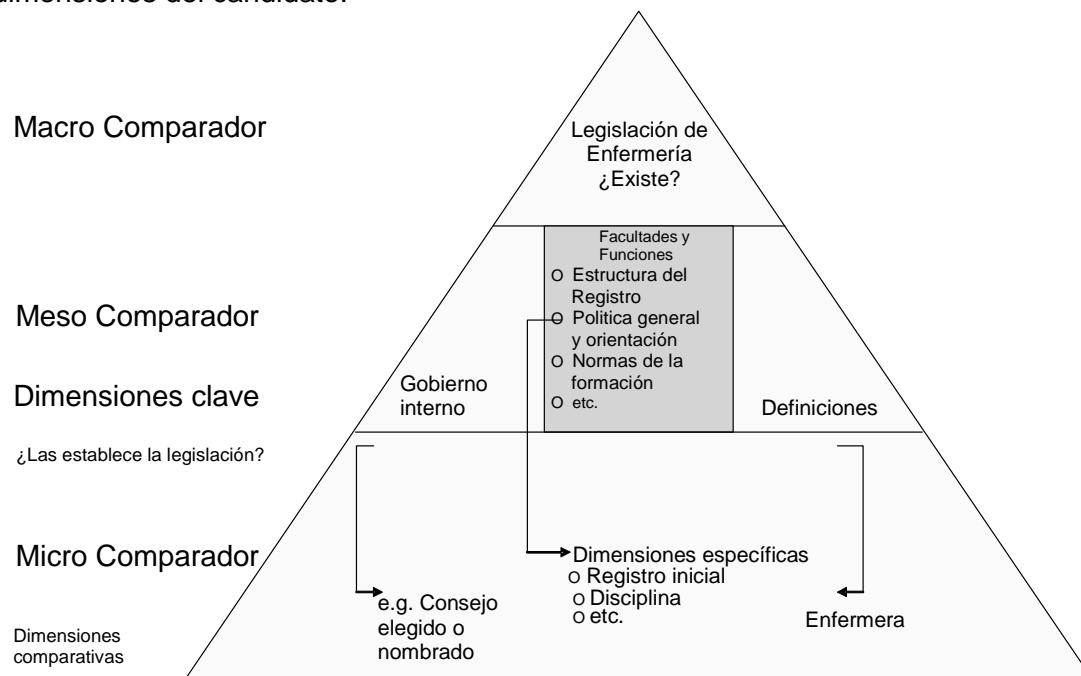 dimensiones del candidato.
Macro Comparador
Legislación de
Enfermería
¿Existe?
Facultades y
Funciones
O Estructura del
Registro
O Politica general
y orientación
O Normas de la
formación
O etc.
Meso Comparador
Dimensiones clave
Gobierno
interno
Definiciones
¿Las establece la legislación?
Micro Comparador
Dimensiones específicas
O Registro inicial
O Disciplina
O etc.
e.g. Consejo
elegido o
nombrado
Enfermera
Dimensiones
comparativas